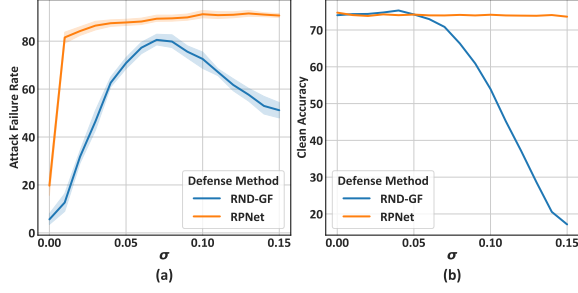 Attack Failure Rate
80
60
40
20
0
0.00
0.05
0.10
0.15
σ
Defense Method
RND-GF
RPNet
(a)
Clean Accuracy
70
60
50
40
30
20
0.00
0.05
0.10
0.15
σ
Defense Method
RND-GF
RPNet
(b)